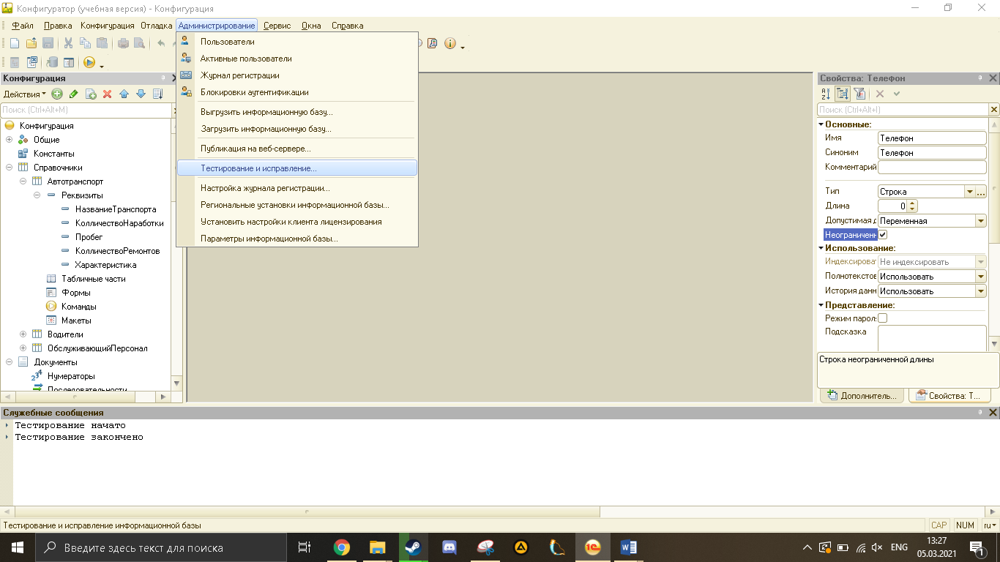 Конфигуратор (учебная версия) - Конфигурация
Файл Правка Конфигурация Отладка Администрирование Сервис Окна Справка
Пользователи
Активные пользователи
Журнал регистрации
Блокировки аутентификации
Выгрузить информационную базу...
Загрузить информационную базу...
Публикация на веб-сервере...
Тестирование и исправление...
Настройка журнала регистрации...
Региональные установки информационной базы...
Установить настройки клиента лицензирования
Параметры информационной базы...
Конфигурация
Действия
Поиск (Ctrl+Alt+M)
Конфигурация
Общие
Константы
Справочники
Автотранспорт
Реквизиты
НазваниеТранспорта
КолличествоНаработки
Пробег
КолличествоРемонтов
Характеристика
Табличные части
Формы
Команды
Макеты
Водители
ОбслуживающийПерсонал
Документы
Нумераторы
Последовательности
Свойства: Телефон
Поиск (Ctrl+Alt+I)
Основные:
Имя Телефон
Синоним Телефон
Комментарий
Тип Строка
Длина 0
Допустимая д Переменная
Неограниченн
Использование:
Индексироват Не индексировать
Полнотекстов Использовать
История данн Использовать
Представление:
Режим парол:
Подсказка
Строка неограниченной длины
Дополнитель... Свойства: Т...
Служебные сообщения
Тестирование начато
Тестирование закончено
Тестирование и исправление информационной базы
CAP NUM ru
Введите здесь текст для поиска
ENG
13:27
05.03.2021
1